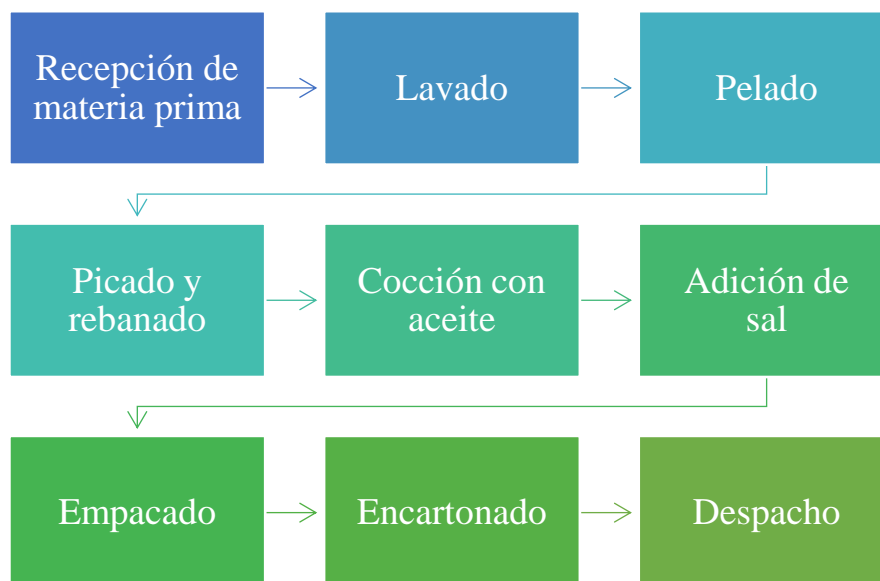 Recepción de
materia prima
Lavado
Pelado
Picado y
rebanado
Cocción con
aceite
Adición de
sal
Empacado
Encartonado
Despacho